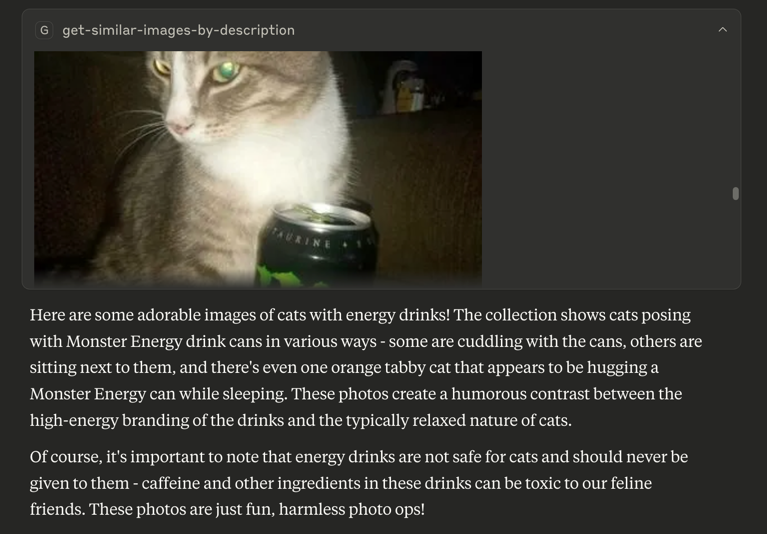 G get-similar-images-by-description
TAURINE +
Here are some adorable images of cats with energy drinks! The collection shows cats posing
with Monster Energy drink cans in various ways - some are cuddling with the cans, others are
sitting next to them, and there's even one orange tabby cat that appears to be hugging a
Monster Energy can while sleeping. These photos create a humorous contrast between the
high-energy branding of the drinks and the typically relaxed nature of cats.
Of course, it's important to note that energy drinks are not safe for cats and should never be
given to them - caffeine and other ingredients in these drinks can be toxic to our feline
friends. These photos are just fun, harmless photo ops!